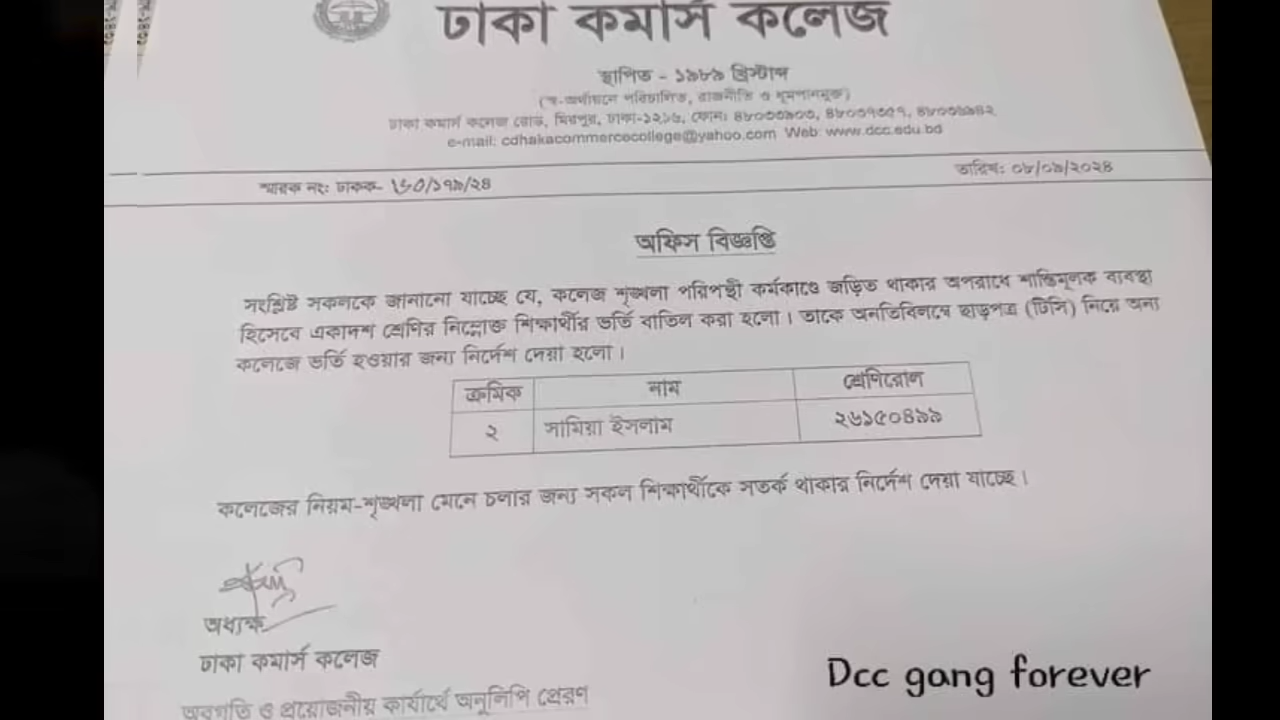 ঢাকা কমার্স কলেজ
স্থাপিত - ১৯৮৯ খ্রিস্টাব্দ
(স্ব-অর্থায়নে পরিচালিত, রাজনীতি ও ধূমপানমুক্ত)
ঢাকা কমার্স কলেজ রোড, মিরপুর, ঢাকা-১২১৬, ফোন:
e-mail: cdhakacommercecollege@yahoo.com Web: www.dcc.edu.bd
স্মারক নং: ঢাকক-
তারিখ: ০৮/০৯/২০২৪
অফিস বিজ্ঞপ্তি
সংশ্লিষ্ট সকলকে জানানো যাচ্ছে যে, কলেজ শৃঙ্খলা পরিপন্থী কর্মকাণ্ডে জড়িত থাকার অপরাধে শাস্তিমূলক ব্যবস্থা
হিসেবে একাদশ শ্রেণির নিম্নোক্ত শিক্ষার্থীর ভর্তি বাতিল করা হলো। তাকে অনতিবিলম্বে ছাড়পত্র (টিসি) নিয়ে অন্য
কলেজে ভর্তি হওয়ার জন্য নির্দেশ দেয়া হলো।
ক্রমিক নাম শ্রেণিরোল
২ সামিয়া ইসলাম ২৬১৫০৪৯৯
কলেজের নিয়ম-শৃঙ্খলা মেনে চলার জন্য সকল শিক্ষার্থীকে সতর্ক থাকার নির্দেশ দেয়া যাচ্ছে।
অধ্যক্ষ
ঢাকা কমার্স কলেজ
অবগতি ও প্রয়োজনীয় কার্যার্থে অনুলিপি প্রেরণ
Dcc gang forever